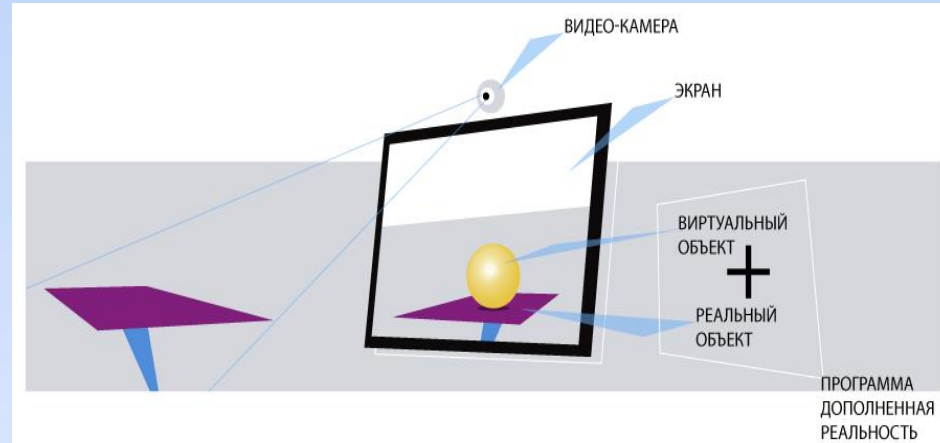 ВИДЕО-КАМЕРА
ЭКРАН
ВИРТУАЛЬНЫЙ
ОБЪЕКТ
+
РЕАЛЬНЫЙ
ОБЪЕКТ
ПРОГРАММА
ДОПОЛНЕННАЯ
РЕАЛЬНОСТЬ